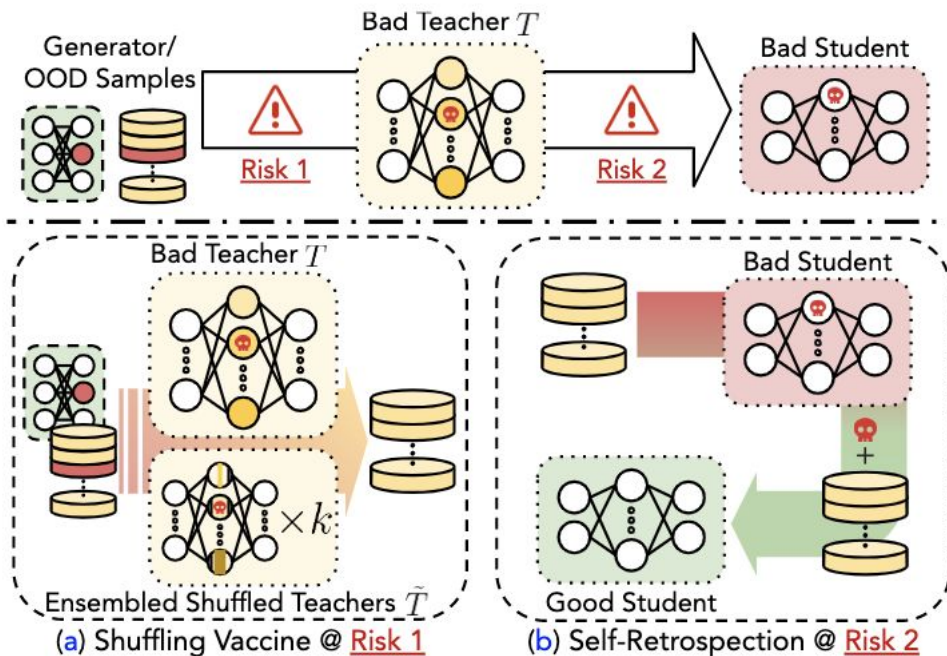 Generator/
OOD Samples
Bad Teacher T
Bad Student
Risk 1
Risk 2
Bad Teacher T
Bad Student
+
× k
Ensembled Shuffled Teachers T̃
Good Student
(a) Shuffling Vaccine @ Risk 1
(b) Self-Retrospection @ Risk 2